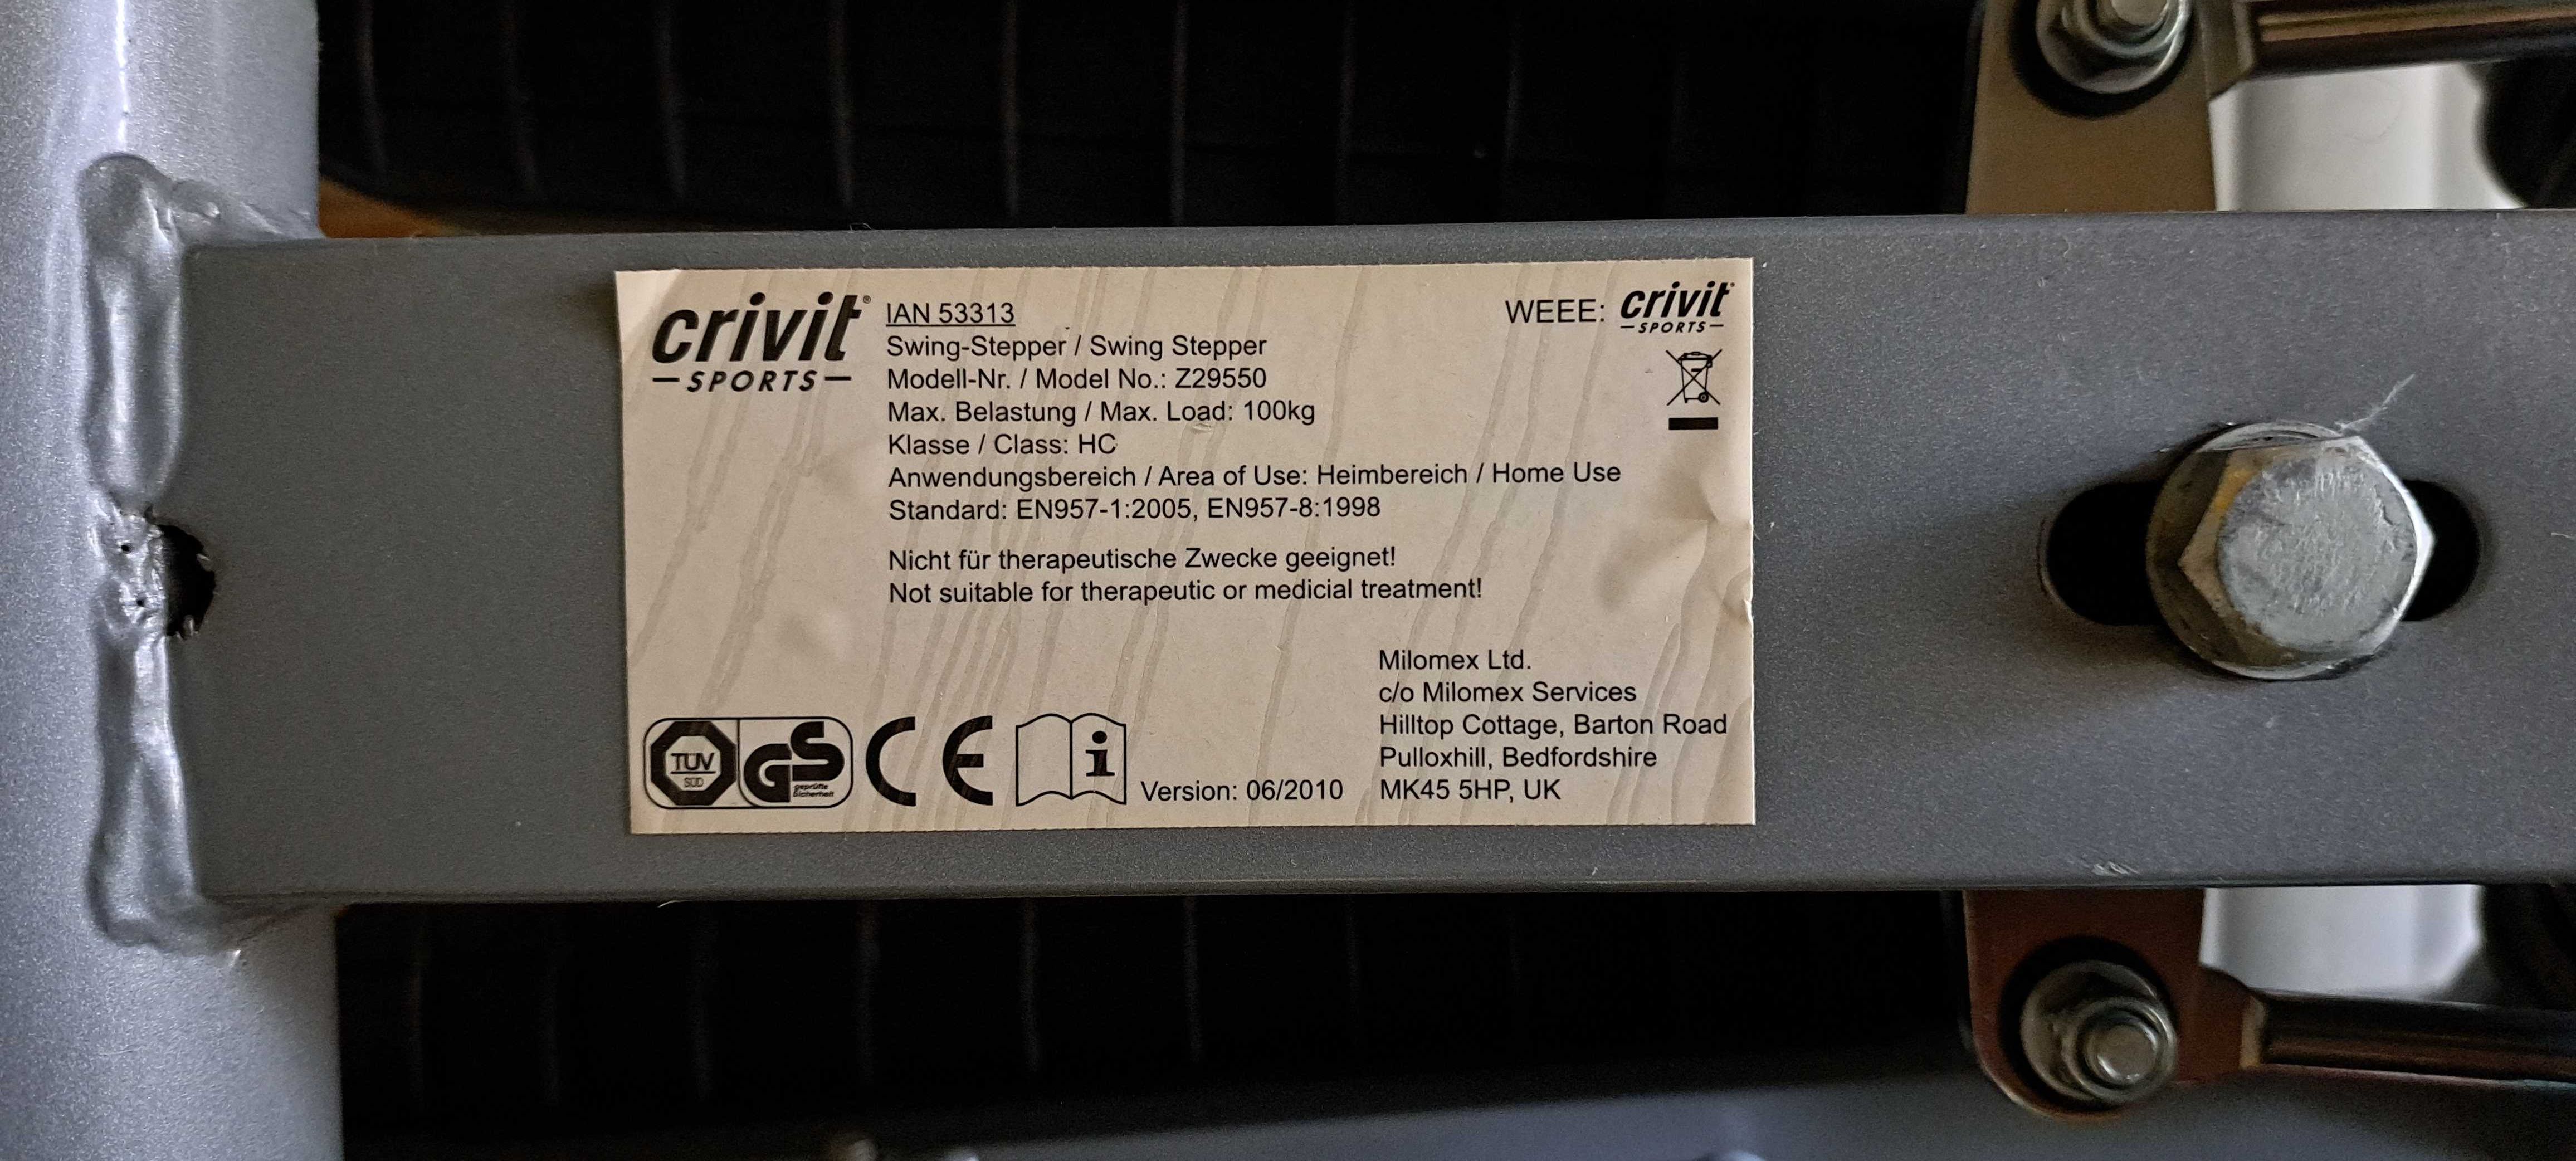 crivit®
SPORTS
IAN 53313
Swing-Stepper / Swing Stepper
Modell-Nr. / Model No.: Z29550
Max. Belastung / Max. Load: 100kg
Klasse / Class: HC
Anwendungsbereich / Area of Use: Heimbereich / Home Use
Standard: EN957-1:2005, EN957-8:1998
Nicht für therapeutische Zwecke geeignet!
Not suitable for therapeutic or medicial treatment!
WEEE: crivit®
SPORTS
Milomex Ltd.
c/o Milomex Services
Hilltop Cottage, Barton Road
Pulloxhill, Bedfordshire
MK45 5HP, UK
TÜV
SÜD
GS
geprüfte
Sicherheit
CE
i
Version: 06/2010